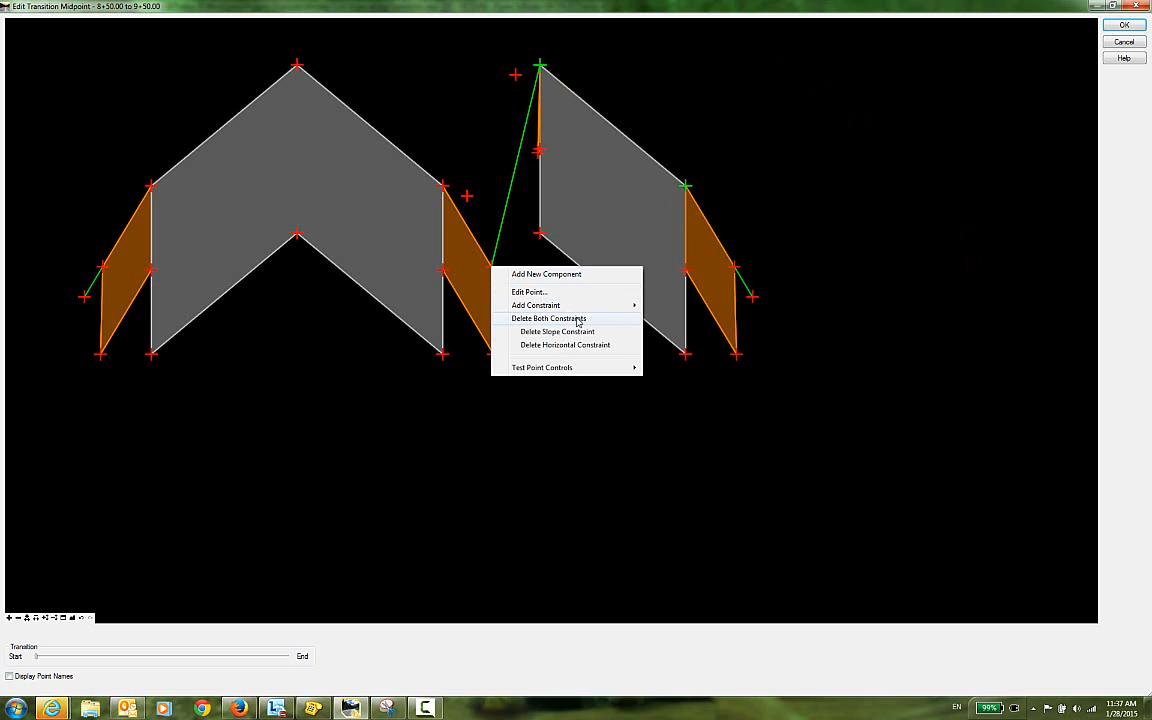 Edit Transition Midpoint - 8+50.00 to 9+50.00
OK
Cancel
Help
Add New Component
Edit Point...
Add Constraint
Delete Both Constraints
Delete Slope Constraint
Delete Horizontal Constraint
Test Point Controls
Transition
Start
End
Display Point Names
EN
99%
11:37 AM
1/28/2015